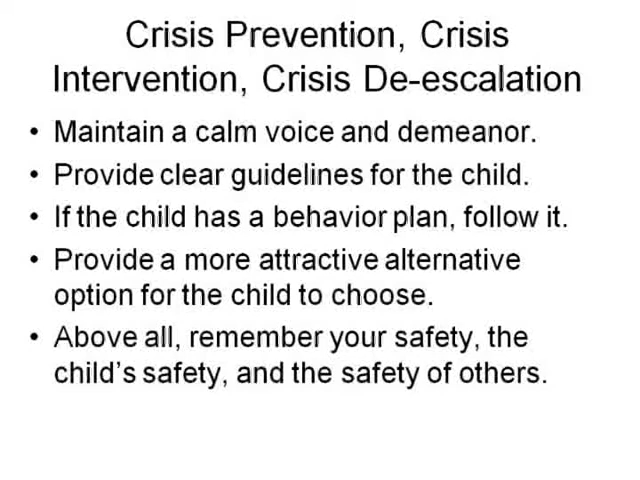 Crisis Prevention, Crisis
Intervention, Crisis De-escalation
• Maintain a calm voice and demeanor.
• Provide clear guidelines for the child.
• If the child has a behavior plan, follow it.
• Provide a more attractive alternative
option for the child to choose.
• Above all, remember your safety, the
child's safety, and the safety of others.